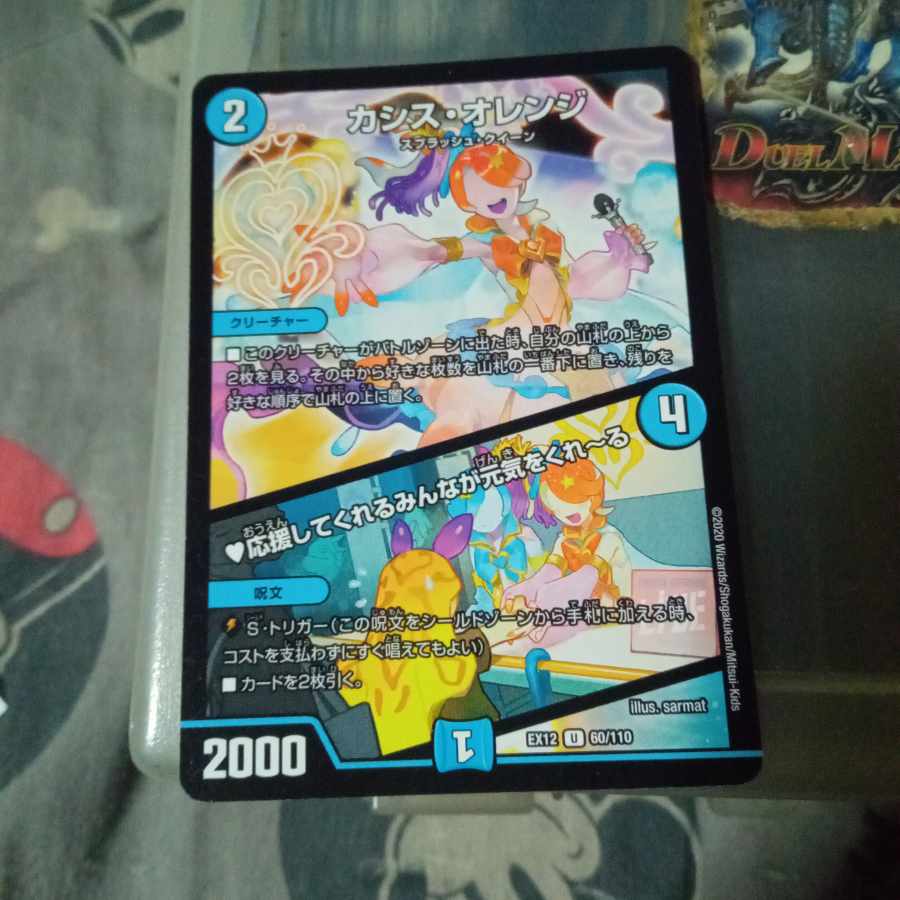 2
カシス・オレンジ
スプラッシュ・クイーン
DUEL MA
クリーチャー
■ このクリーチャーがバトルゾーンに出た時、自分の山札の上から
2枚を見る。その中から好きな枚数を山札の一番下に置き、残りを
好きな順序で山札の上に置く。
4
♥応援してくれるみんなが元気をくれ〜る
呪文
S・トリガー(この呪文をシールドゾーンから手札に加える時、
コストを支払わずにすぐ唱えてもよい)
■ カードを2枚引く。
LIVE
illus. sarmat
2000
1
EX12 U 60/110
©2020 Wizards/Shogakukan/Mitsui-Kids